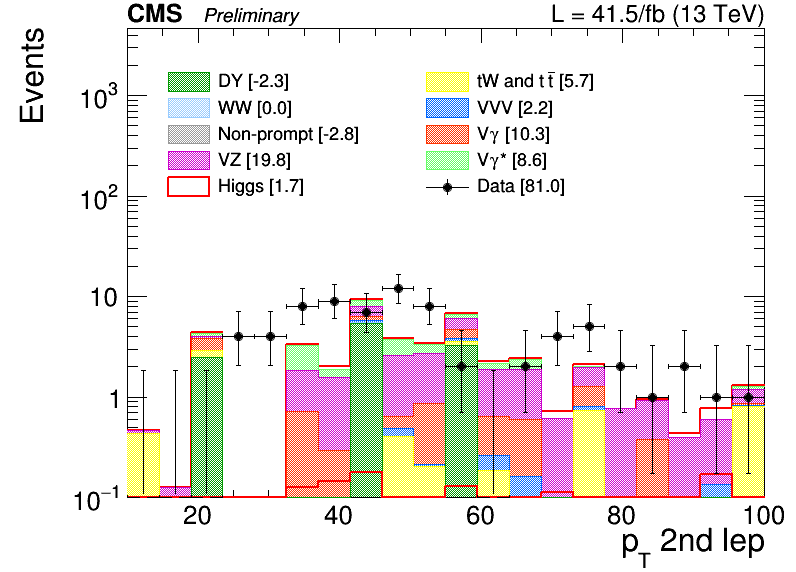 CMS Preliminary L = 41.5/fb (13 TeV)
Events
DY [-2.3]
WW [0.0]
Non-prompt [-2.8]
VZ [19.8]
Higgs [1.7]
tW and tt̅ [5.7]
VVV [2.2]
Vγ [10.3]
Vγ* [8.6]
Data [81.0]
10³
10²
10
1
10⁻¹
20 40 60 80 100
p_T 2nd lep